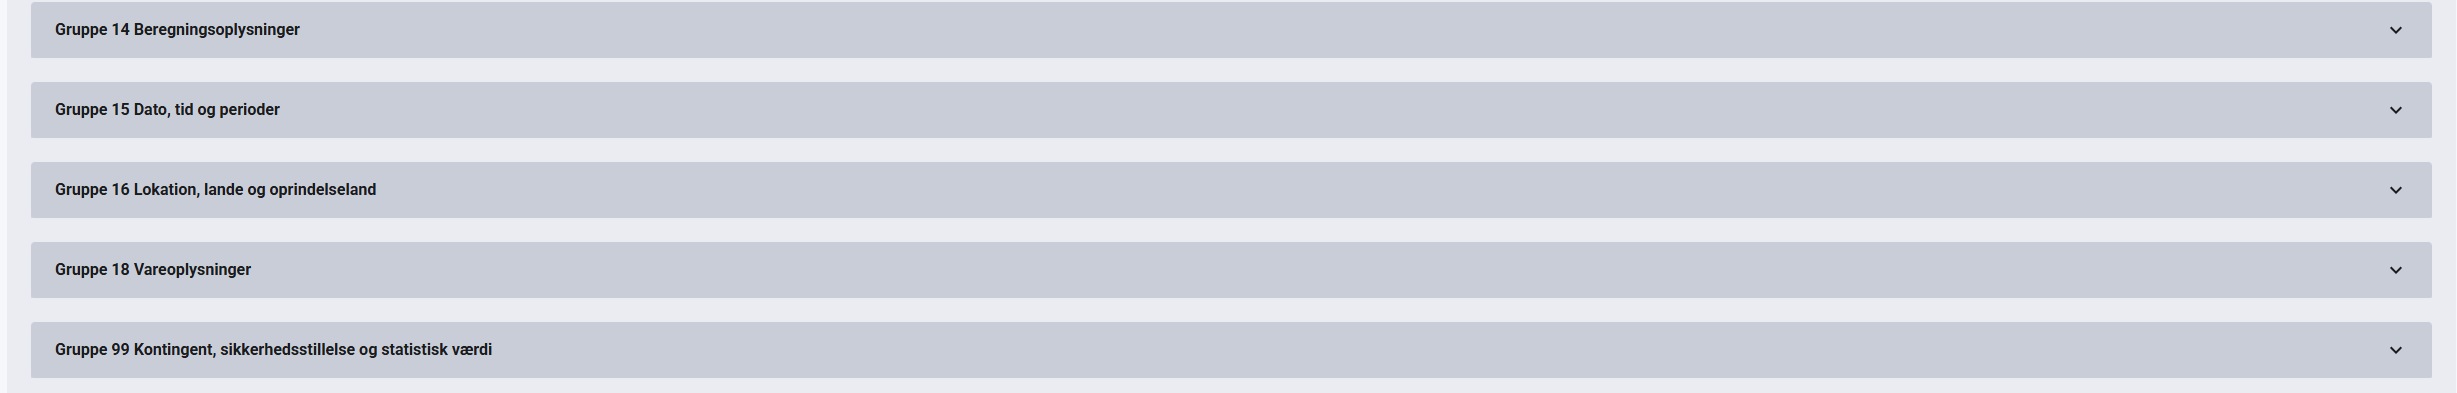 Gruppe 14 Beregningsoplysninger
Gruppe 15 Dato, tid og perioder
Gruppe 16 Lokation, lande og oprindelseland
Gruppe 18 Vareoplysninger
Gruppe 99 Kontingent, sikkerhedsstillelse og statistisk værdi